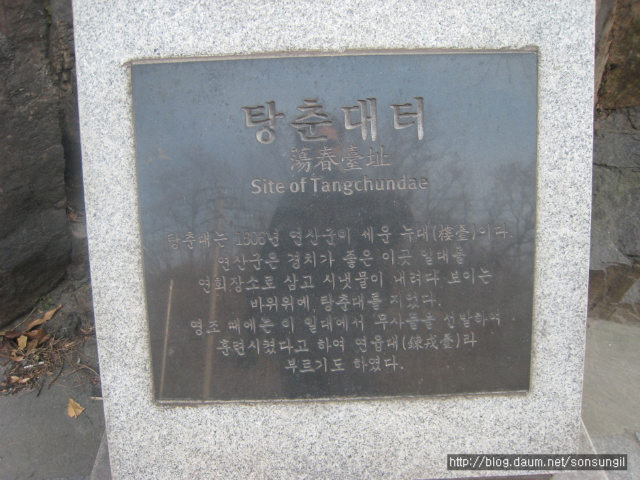 탕춘대터
蕩春臺址
Site of Tangchundae
탕춘대는 1506년 연산군이 세운 누대(樓臺)이다.
연산군은 경치가 좋은 이곳 일대를
연회장소로 삼고 시냇물이 내려다 보이는
바위위에 탕춘대를 지었다.
영조 때에는 이 일대에서 무사들을 선발하여
훈련시켰다고 하여 연융대(鍊戎臺)라
부르기도 하였다.
http://blog.daum.net/sonsungil